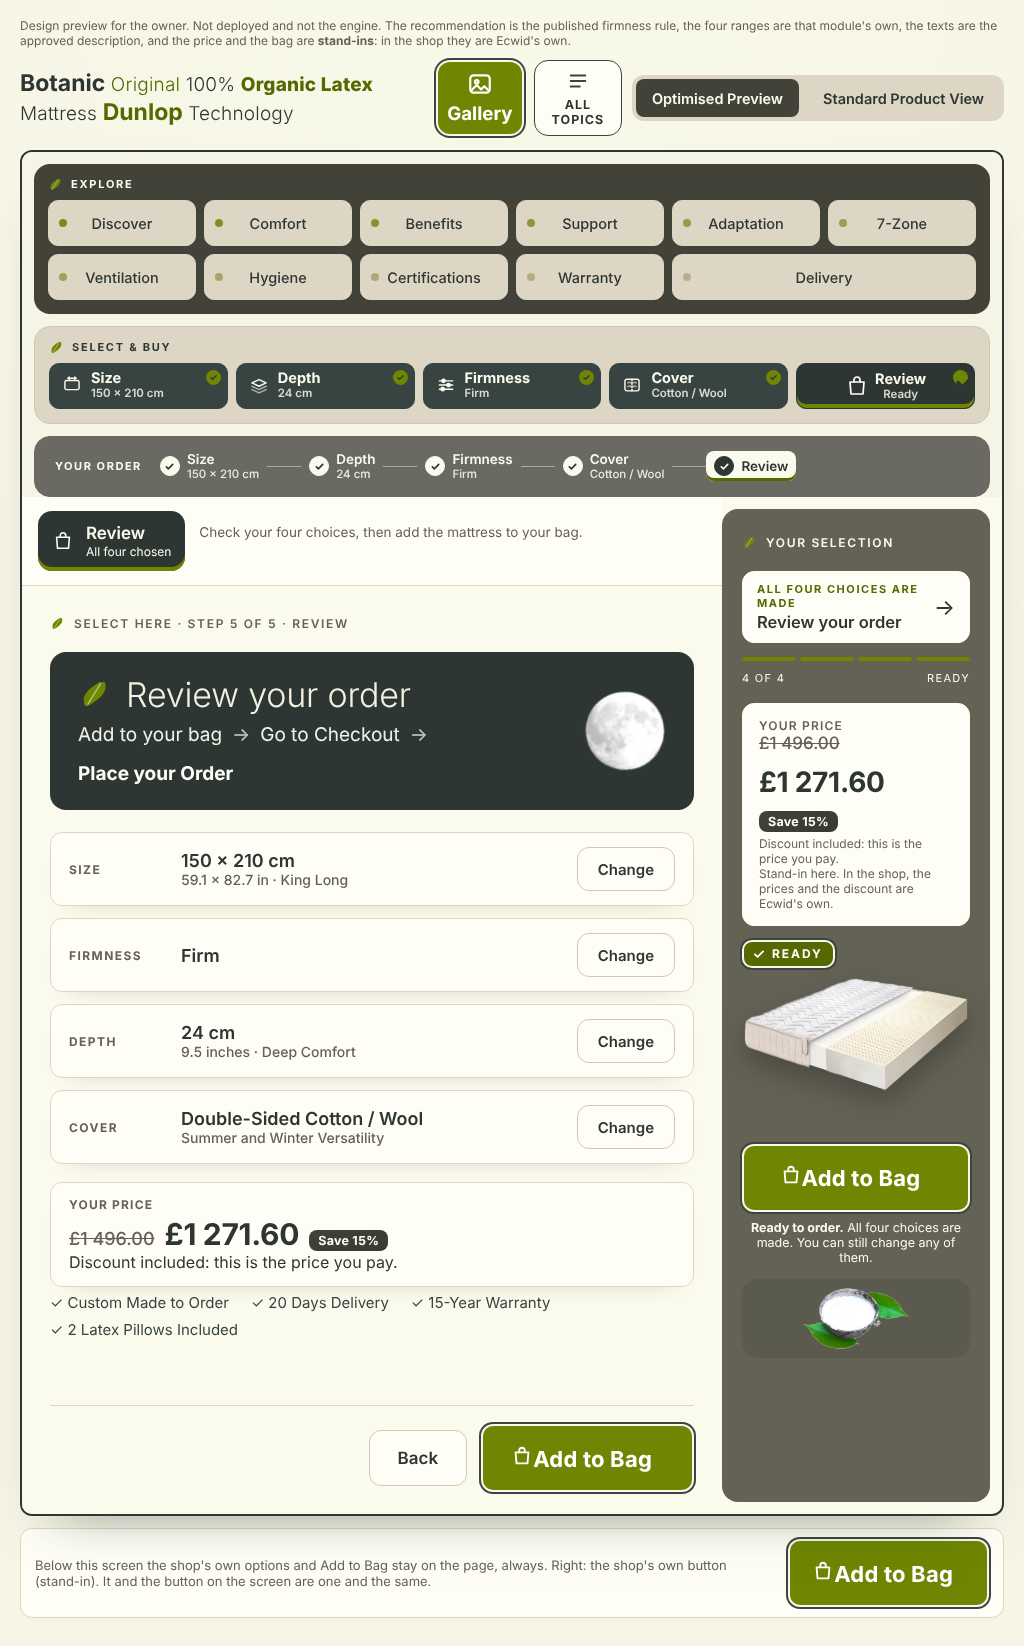 Design preview for the owner. Not deployed and not the engine. The recommendation is the published firmness rule, the four ranges are that module's own, the texts are the
approved description, and the price and the bag are stand-ins: in the shop they are Ecwid's own.
Botanic Original 100% Organic Latex
Mattress Dunlop Technology
Gallery
ALL
TOPICS
Optimised Preview
Standard Product View
EXPLORE
Discover
Comfort
Benefits
Support
Adaptation
7-Zone
Ventilation
Hygiene
Certifications
Warranty
Delivery
SELECT & BUY
Size
150 × 210 cm
Depth
24 cm
Firmness
Firm
Cover
Cotton / Wool
Review
Ready
YOUR ORDER
Size
150 × 210 cm
Depth
24 cm
Firmness
Firm
Cover
Cotton / Wool
Review
Review
All four chosen
Check your four choices, then add the mattress to your bag.
SELECT HERE · STEP 5 OF 5 · REVIEW
Review your order
Add to your bag → Go to Checkout →
Place your Order
SIZE
150 × 210 cm
59.1 × 82.7 in · King Long
Change
FIRMNESS
Firm
Change
DEPTH
24 cm
9.5 inches · Deep Comfort
Change
COVER
Double-Sided Cotton / Wool
Summer and Winter Versatility
Change
YOUR PRICE
£1 496.00 £1 271.60 Save 15%
Discount included: this is the price you pay.
✓ Custom Made to Order ✓ 20 Days Delivery ✓ 15-Year Warranty
✓ 2 Latex Pillows Included
Back
Add to Bag
YOUR SELECTION
ALL FOUR CHOICES ARE
MADE
Review your order →
4 OF 4
READY
YOUR PRICE
£1 496.00
£1 271.60
Save 15%
Discount included: this is the
price you pay.
Stand-in here. In the shop, the
prices and the discount are
Ecwid's own.
✓ READY
Add to Bag
Ready to order. All four choices are
made. You can still change any of
them.
Below this screen the shop's own options and Add to Bag stay on the page, always. Right: the shop's own button
(stand-in). It and the button on the screen are one and the same.
Add to Bag